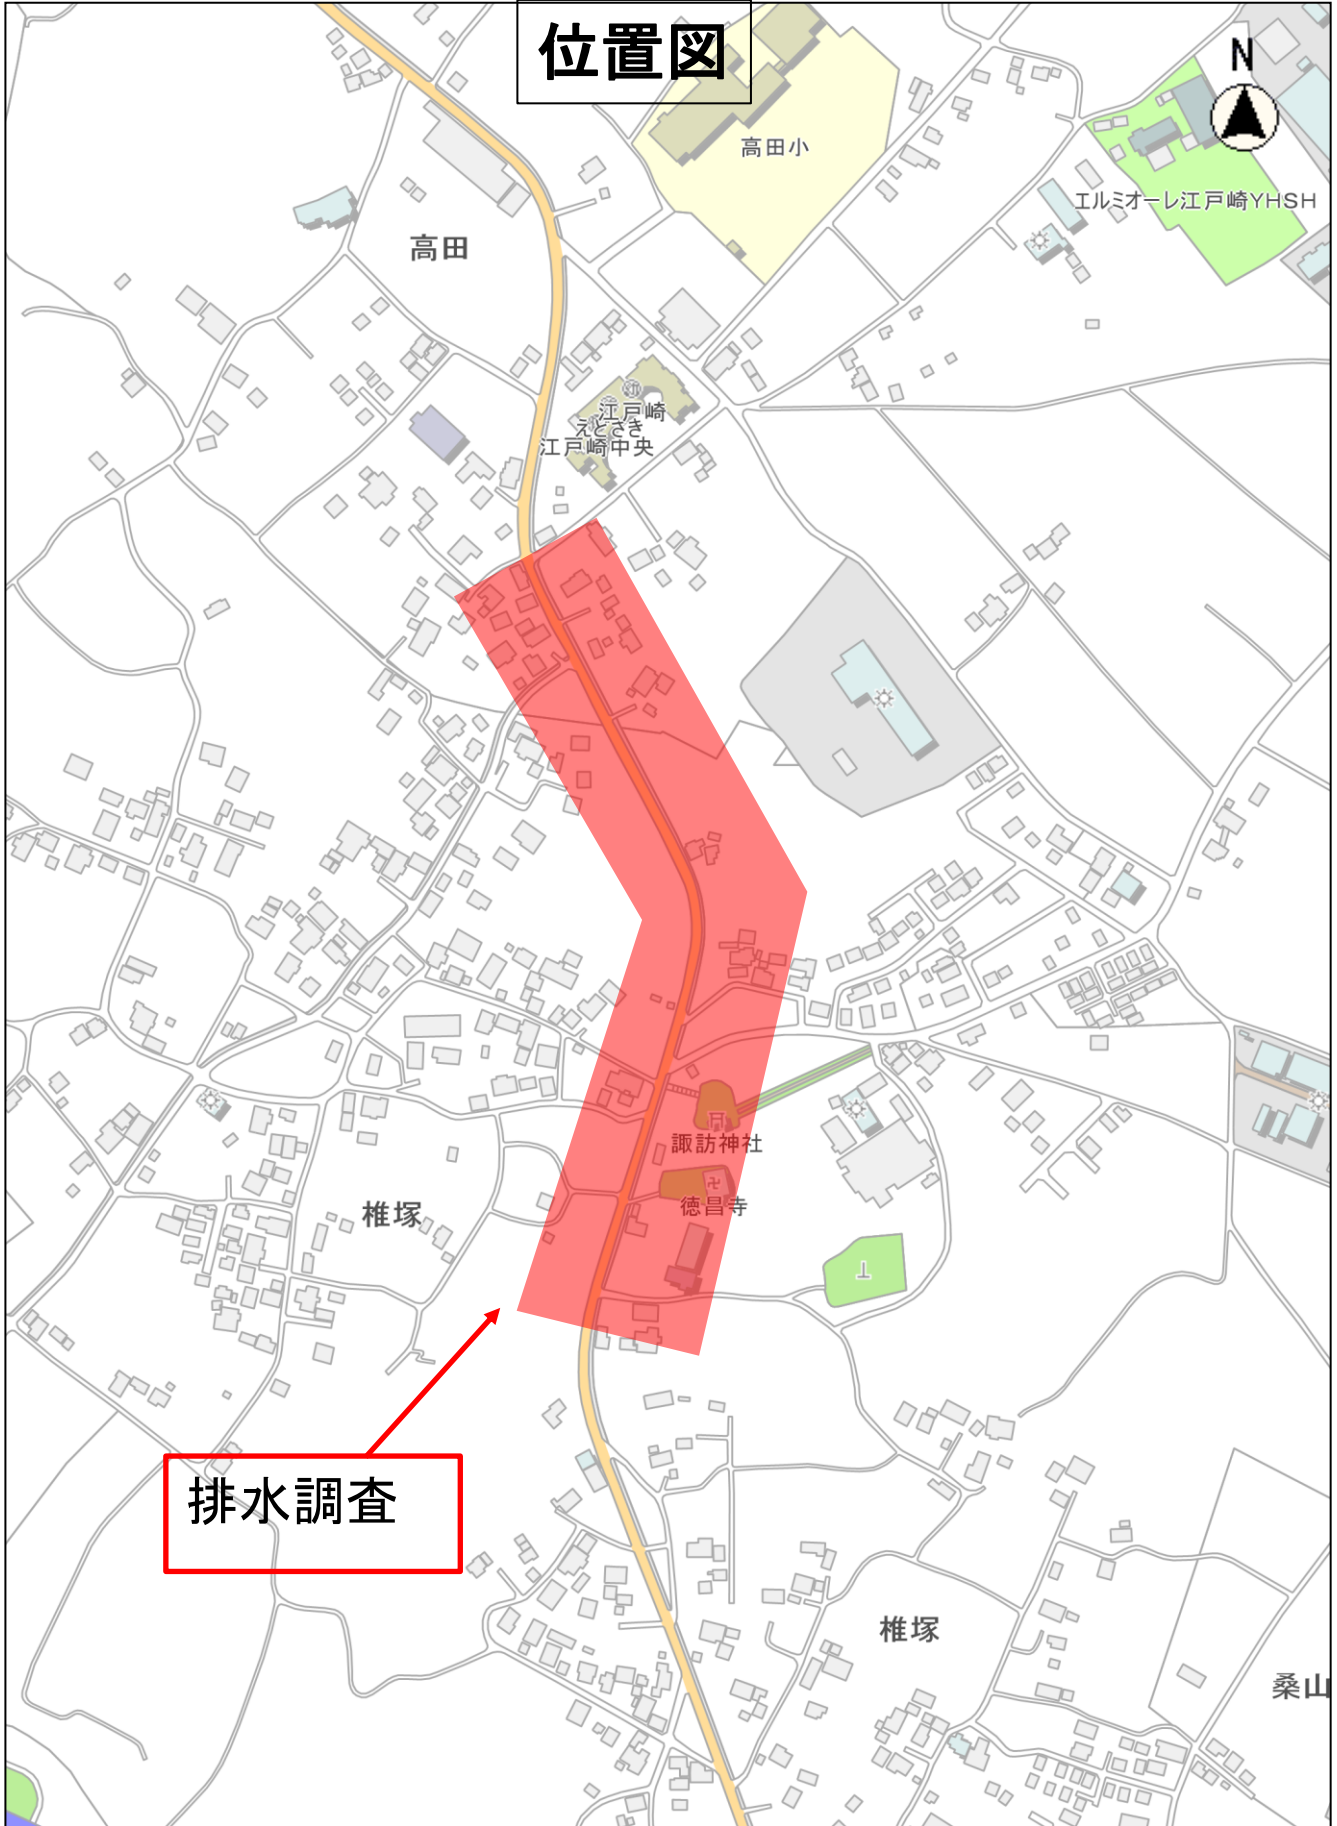 位置図
N
高田小
エルミオーレ江戸崎YHSH
高田
江戸崎
えどさき
江戸崎中央
諏訪神社
徳昌寺
椎塚
排水調査
椎塚
桑山